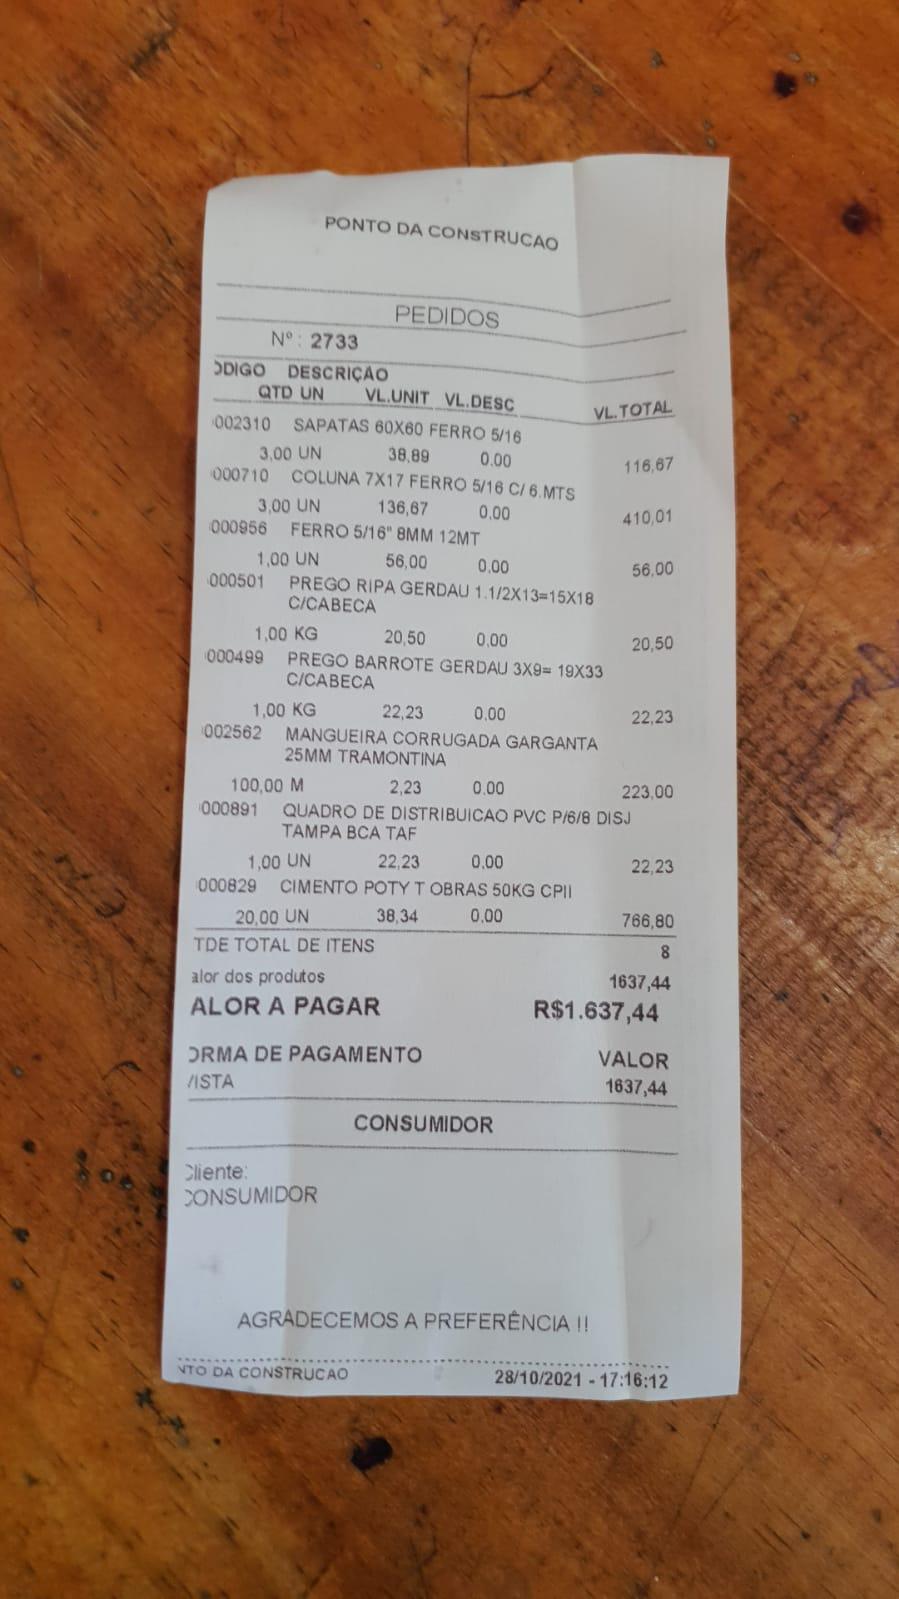 PONTO DA CONSTRUCAO
PEDIDOS
Nº : 2733
ODIGO DESCRIÇÃO
QTD UN VL.UNIT VL.DESC VL.TOTAL
002310 SAPATAS 60X60 FERRO 5/16
3,00 UN 38,89 0.00 116,67
000710 COLUNA 7X17 FERRO 5/16 C/ 6.MTS
3,00 UN 136,67 0,00 410,01
000956 FERRO 5/16" 8MM 12MT
1,00 UN 56,00 0,00 56,00
000501 PREGO RIPA GERDAU 1.1/2X13=15X18
C/CABECA
1,00 KG 20,50 0,00 20,50
000499 PREGO BARROTE GERDAU 3X9= 19X33
C/CABECA
1,00 KG 22,23 0,00 22,23
002562 MANGUEIRA CORRUGADA GARGANTA
25MM TRAMONTINA
100,00 M 2,23 0.00 223,00
000891 QUADRO DE DISTRIBUICAO PVC P/6/8 DISJ
TAMPA BCA TAF
1,00 UN 22,23 0,00 22,23
000829 CIMENTO POTY T OBRAS 50KG CPII
20,00 UN 38,34 0,00 766,80
TDE TOTAL DE ITENS 8
alor dos produtos 1637,44
ALOR A PAGAR R$1.637,44
ORMA DE PAGAMENTO VALOR
/ISTA 1637,44
CONSUMIDOR
Cliente:
CONSUMIDOR
AGRADECEMOS A PREFERÊNCIA !!
NTO DA CONSTRUCAO 28/10/2021 - 17:16:12